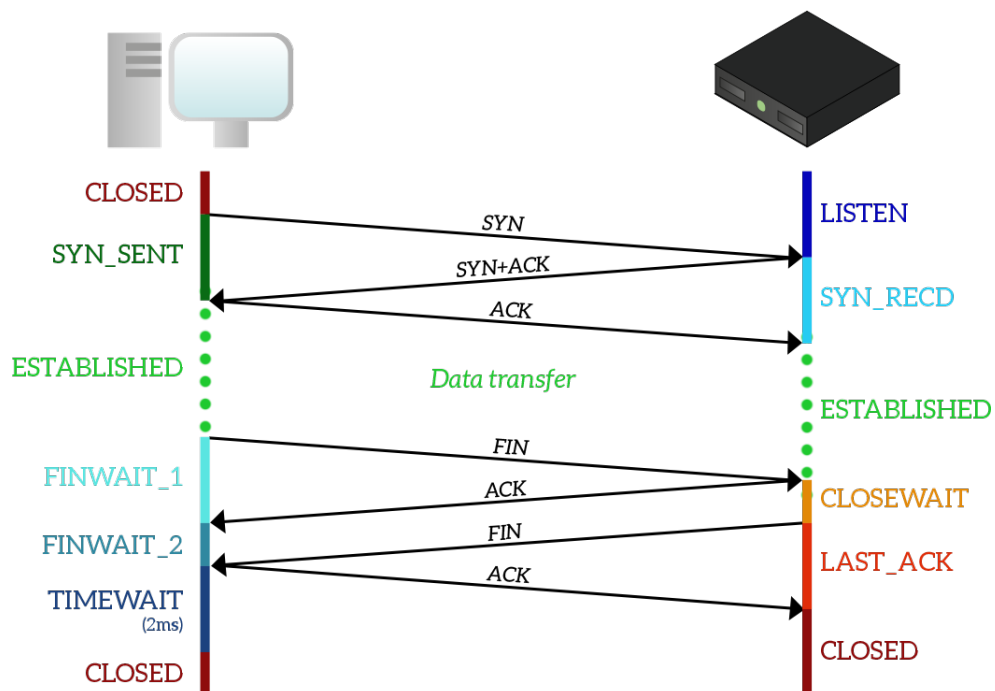 CLOSED
LISTEN
SYN
SYN_SENT
SYN+ACK
SYN_RECD
ACK
ESTABLISHED
Data transfer
ESTABLISHED
FIN
FINWAIT_1
ACK
CLOSEWAIT
FIN
FINWAIT_2
LAST_ACK
ACK
TIMEWAIT
(2ms)
CLOSED
CLOSED